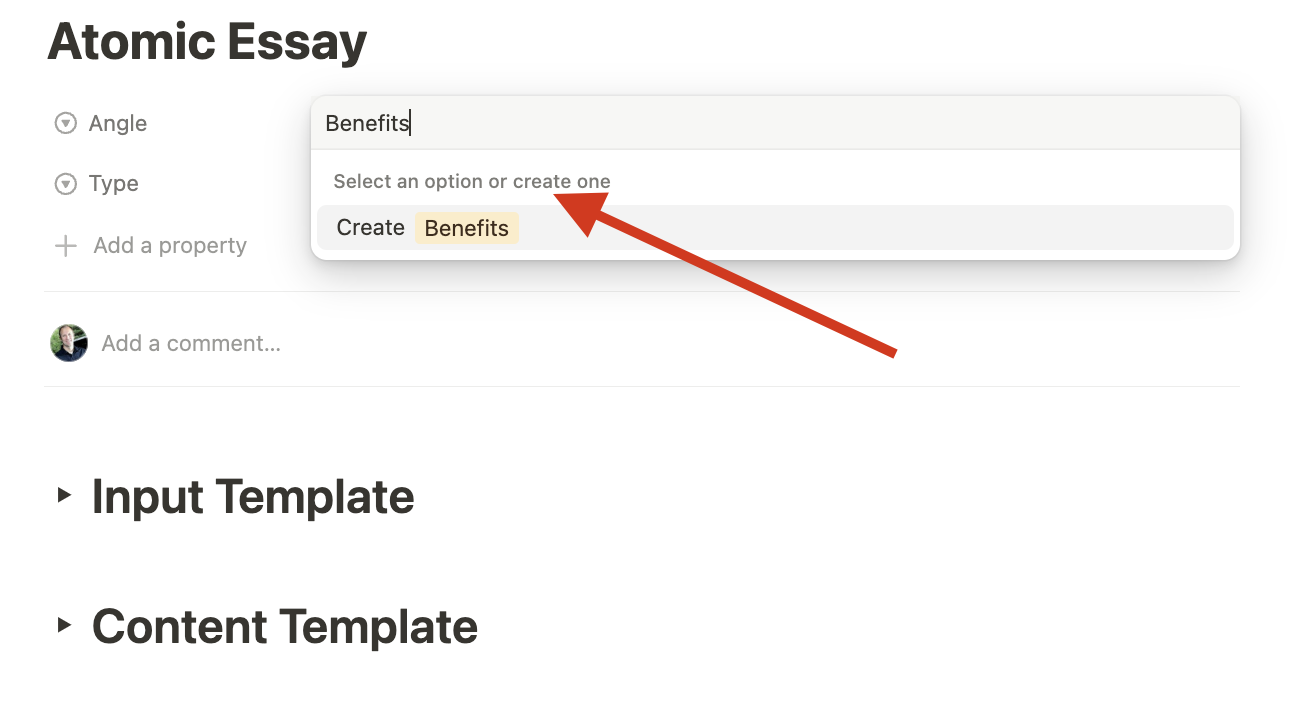 Atomic Essay
Angle
Benefits
Select an option or create one
Type
Create Benefits
Add a property
Add a comment...
Input Template
Content Template